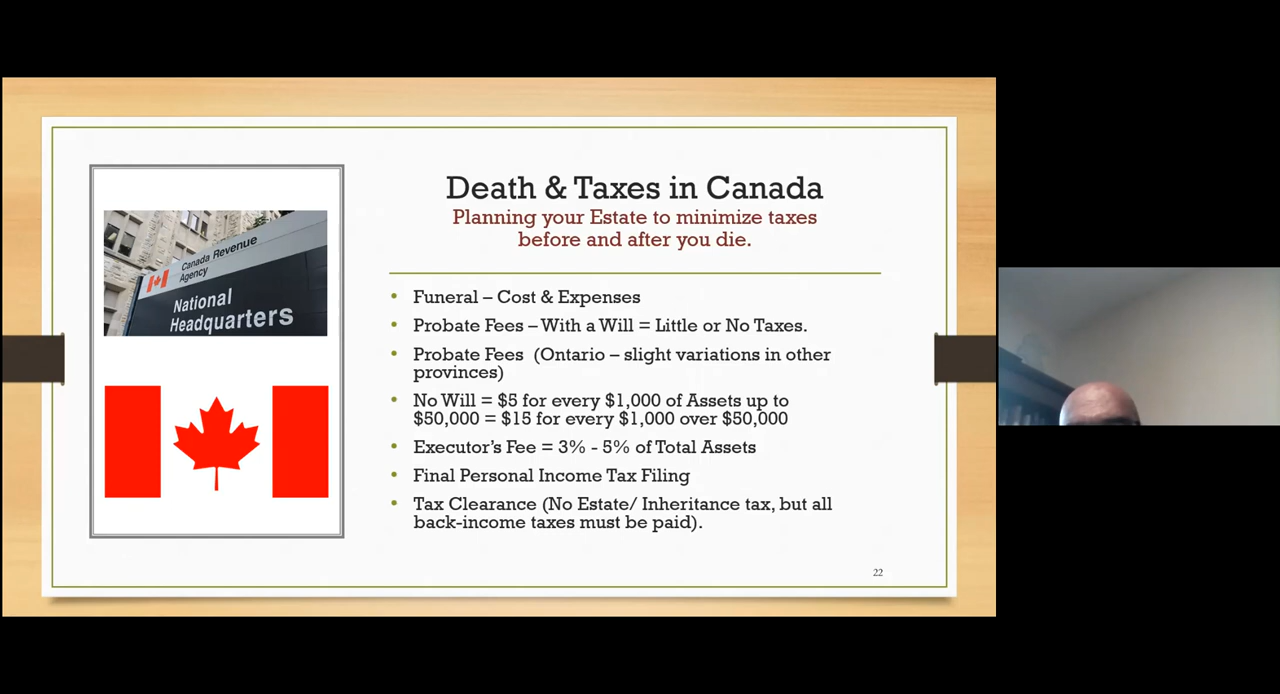 Death & Taxes in Canada
Planning your Estate to minimize taxes
before and after you die.
Canada Revenue
Agency
National
Headquarters
• Funeral – Cost & Expenses
• Probate Fees – With a Will = Little or No Taxes.
• Probate Fees (Ontario – slight variations in other
provinces)
• No Will = $5 for every $1,000 of Assets up to
$50,000 = $15 for every $1,000 over $50,000
• Executor's Fee = 3% - 5% of Total Assets
• Final Personal Income Tax Filing
• Tax Clearance (No Estate/ Inheritance tax, but all
back-income taxes must be paid).
22